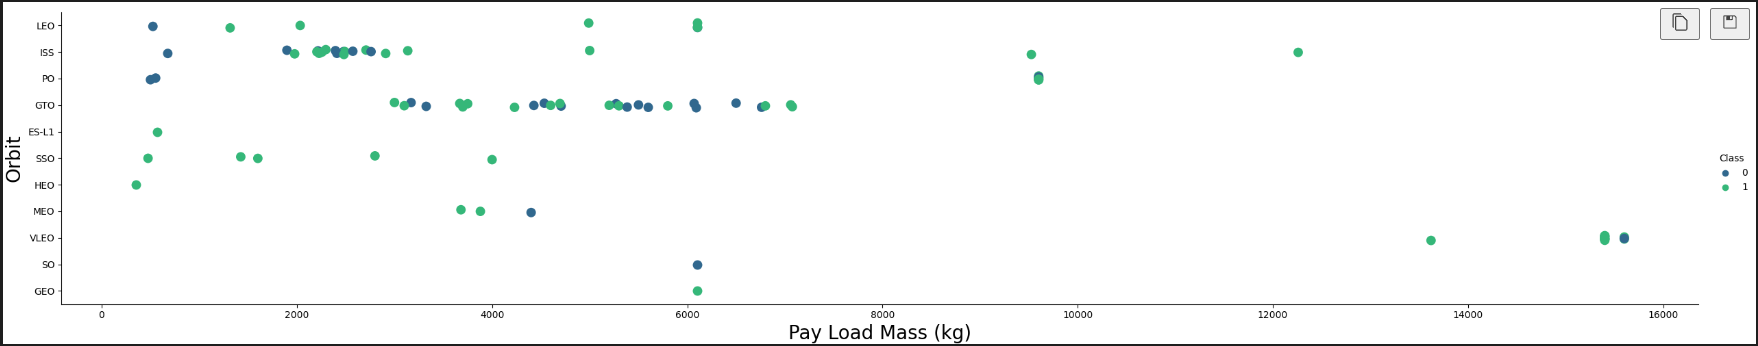 LEO
ISS
PO
GTO
ES-L1
SSO
HEO
MEO
VLEO
SO
GEO
Orbit
0 2000 4000 6000 8000 10000 12000 14000 16000
Pay Load Mass (kg)
Class
0
1